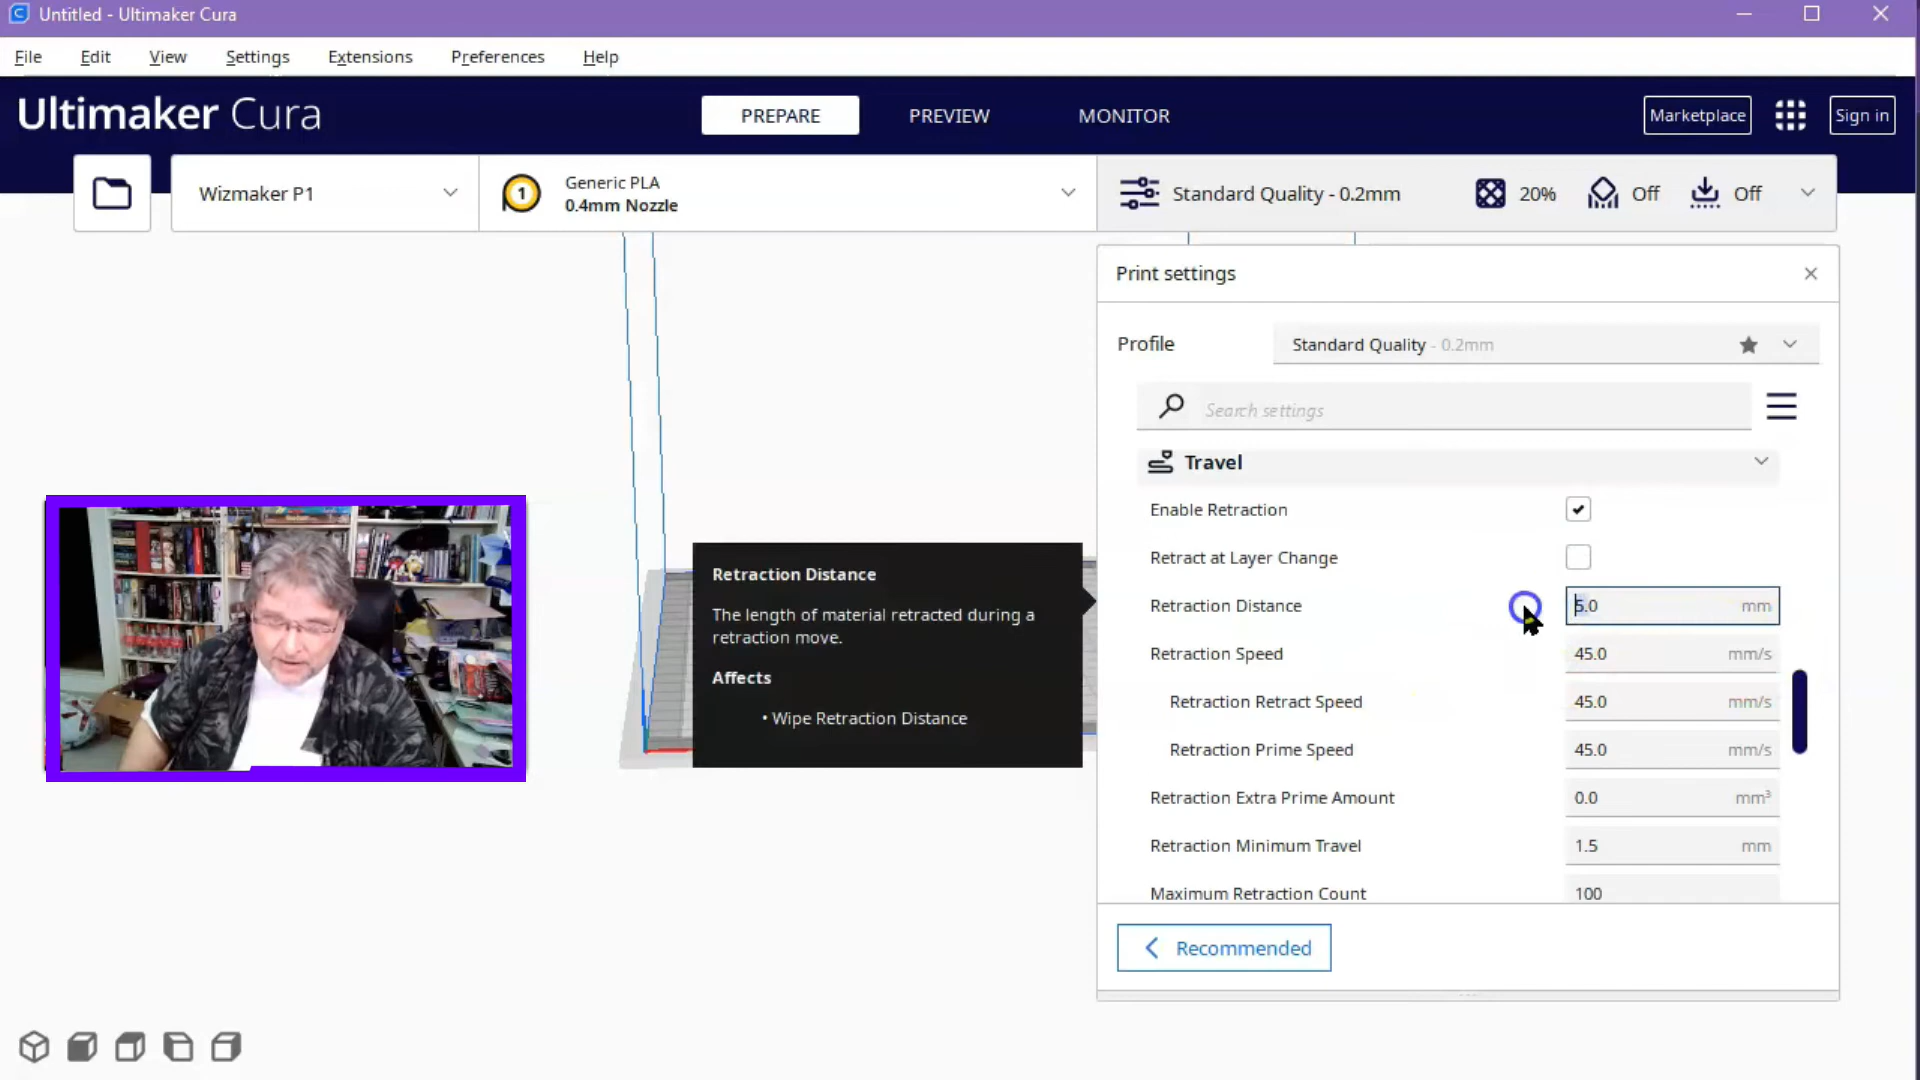 Untitled - Ultimaker Cura
File Edit View Settings Extensions Preferences Help
Ultimaker Cura
PREPARE
PREVIEW
MONITOR
Marketplace
Sign in
Wizmaker P1
1
Generic PLA
0.4mm Nozzle
Standard Quality - 0.2mm
20%
Off
Off
Print settings
Profile
Standard Quality - 0.2mm
Search settings
Travel
Enable Retraction
Retract at Layer Change
Retraction Distance 5.0 mm
Retraction Speed 45.0 mm/s
Retraction Retract Speed 45.0 mm/s
Retraction Prime Speed 45.0 mm/s
Retraction Extra Prime Amount 0.0 mm³
Retraction Minimum Travel 1.5 mm
Maximum Retraction Count 100
Recommended
Retraction Distance
The length of material retracted during a
retraction move.
Affects
• Wipe Retraction Distance